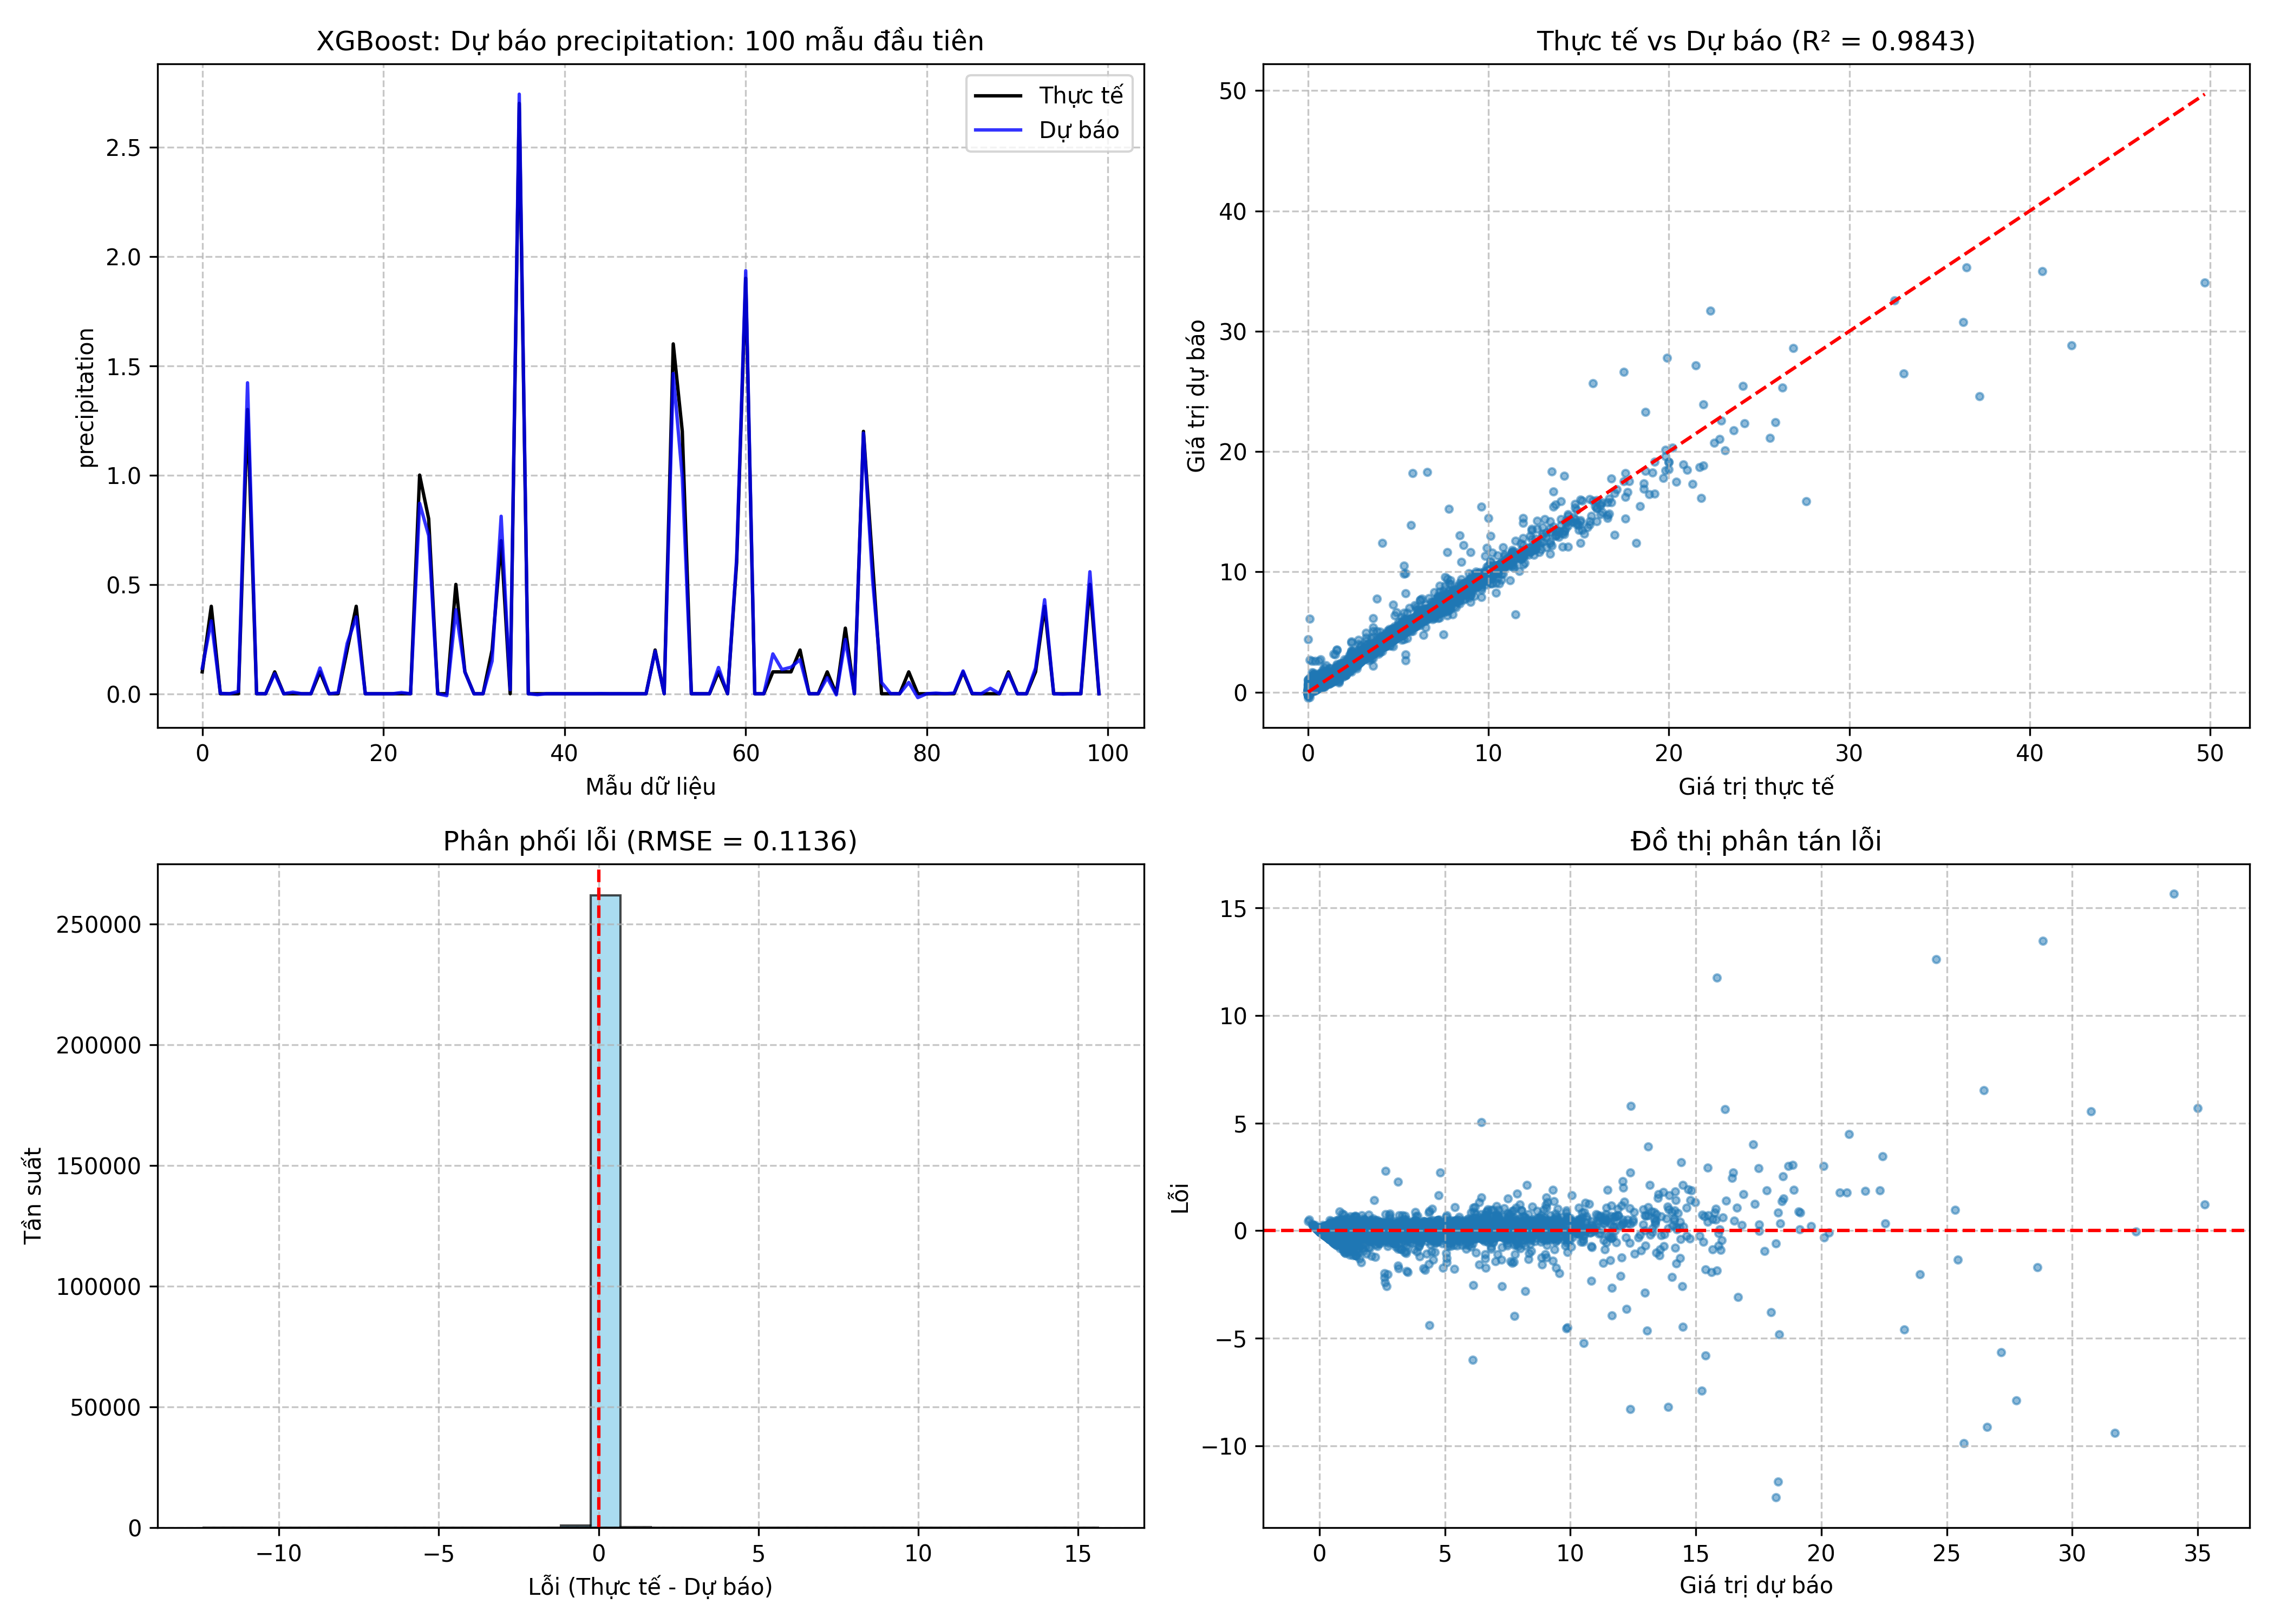 XGBoost: Dự báo precipitation: 100 mẫu đầu tiên
Thực tế
Dự báo
precipitation
2.5
2.0
1.5
1.0
0.5
0.0
0 20 40 60 80 100
Mẫu dữ liệu
Thực tế vs Dự báo (R² = 0.9843)
Giá trị dự báo
50
40
30
20
10
0
0 10 20 30 40 50
Giá trị thực tế
Phân phối lỗi (RMSE = 0.1136)
Tần suất
250000
200000
150000
100000
50000
0
−10 −5 0 5 10 15
Lỗi (Thực tế - Dự báo)
Đồ thị phân tán lỗi
Lỗi
15
10
5
0
−5
−10
0 5 10 15 20 25 30 35
Giá trị dự báo